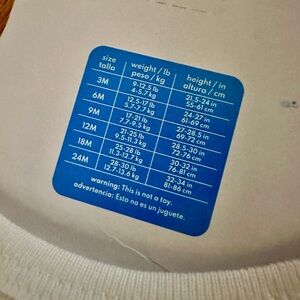 size
talla
weight / lb
peso / kg
height / in
altura / cm
3M
9-12.5 lb
4-5.7 kg
21.5-24 in
55-61 cm
6M
12.5-17 lb
5.7-7.7 kg
24-27 in
61-69 cm
9M
17-21 lb
7.7-9.5 kg
27-28.5 in
69-72 cm
12M
21-25 lb
9.5-11.3 kg
28.5-30 in
72-76 cm
18M
25-28 lb
11.3-12.7 kg
30-32 in
76-81 cm
24M
28-30 lb
12.7-13.6 kg
32-34 in
81-86 cm
warning: This is not a toy.
advertencia: Esto no es un juguete.